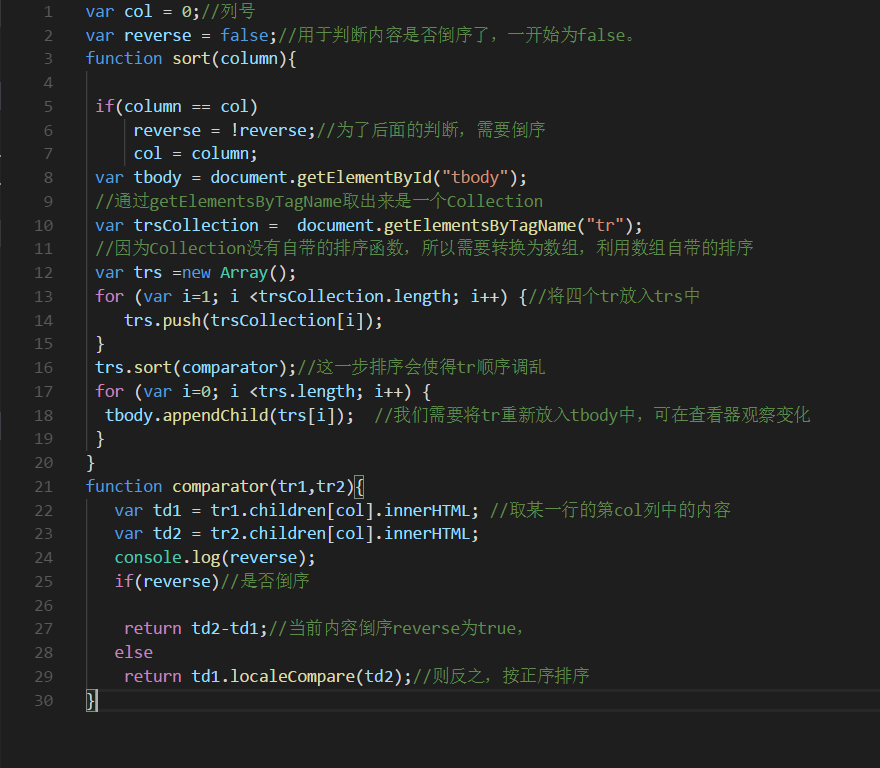 1 var col = 0;//列号
2 var reverse = false;//用于判断内容是否倒序了，一开始为false。
3 function sort(column){
4
5 if(column == col)
6 reverse = !reverse;//为了后面的判断，需要倒序
7 col = column;
8 var tbody = document.getElementById("tbody");
9 //通过getElementsByTagName取出来是一个Collection
10 var trsCollection =  document.getElementsByTagName("tr");
11 //因为Collection没有自带的排序函数，所以需要转换为数组，利用数组自带的排序
12 var trs =new Array();
13 for (var i=1; i <trsCollection.length; i++) {//将四个tr放入trs中
14 trs.push(trsCollection[i]);
15 }
16 trs.sort(comparator);//这一步排序会使得tr顺序调乱
17 for (var i=0; i <trs.length; i++) {
18 tbody.appendChild(trs[i]);  //我们需要将tr重新放入tbody中，可在查看器观察变化
19 }
20 }
21 function comparator(tr1,tr2){
22 var td1 = tr1.children[col].innerHTML; //取某一行的第col列中的内容
23 var td2 = tr2.children[col].innerHTML;
24 console.log(reverse);
25 if(reverse)//是否倒序
26
27 return td2-td1;//当前内容倒序reverse为true，
28 else
29 return td1.localeCompare(td2);//则反之，按正序排序
30 }